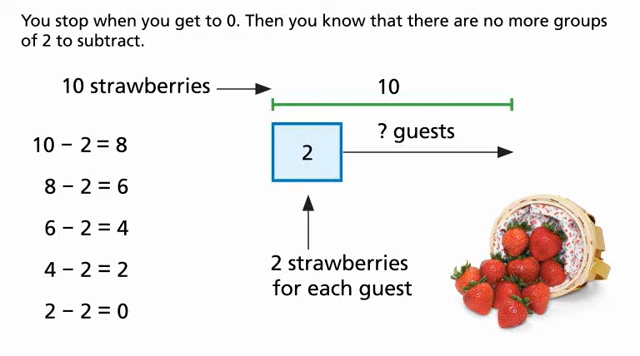 You stop when you get to 0. Then you know that there are no more groups
of 2 to subtract.
10 strawberries
10
? guests
2
10 − 2 = 8
8 − 2 = 6
6 − 2 = 4
4 − 2 = 2
2 − 2 = 0
2 strawberries
for each guest